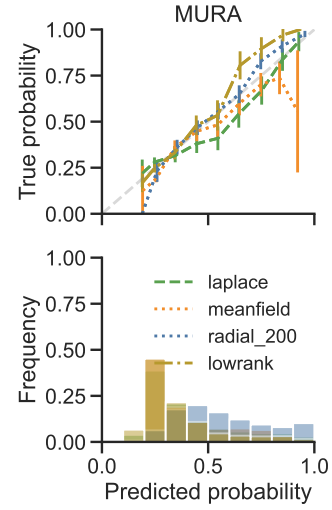 MURA
1.00
0.75
0.50
0.25
0.00
True probability
1.00
0.75
0.50
0.25
0.00
Frequency
laplace
meanfield
radial_200
lowrank
0.0 0.5 1.0
Predicted probability